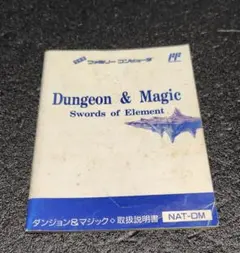 ファミリーコンピュータ
Dungeon & Magic
Swords of Element
ダンジョン&マジック◇取扱説明書 NAT-DM